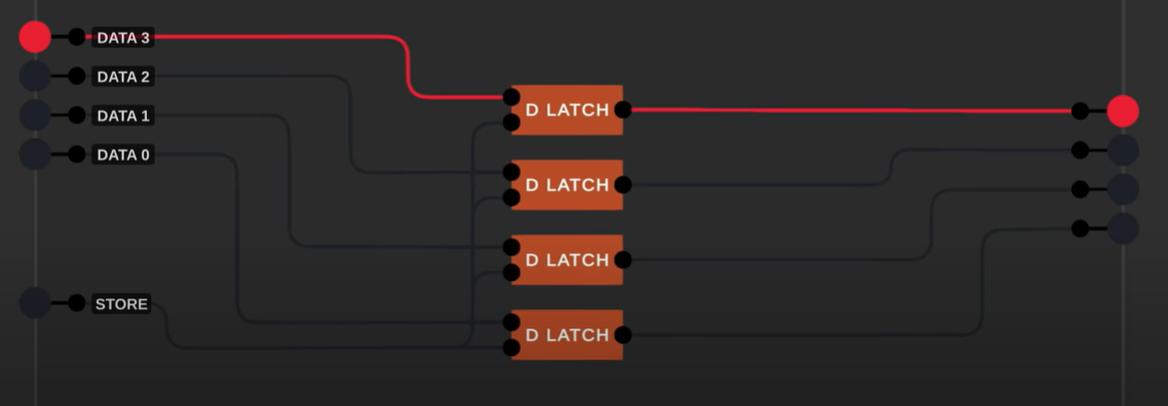 DATA 3
DATA 2
DATA 1
DATA 0
STORE
D LATCH
D LATCH
D LATCH
D LATCH